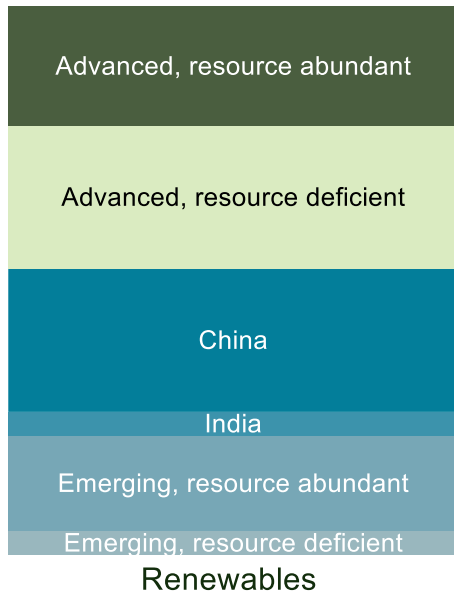 Advanced, resource abundant
Advanced, resource deficient
China
India
Emerging, resource abundant
Emerging, resource deficient
Renewables